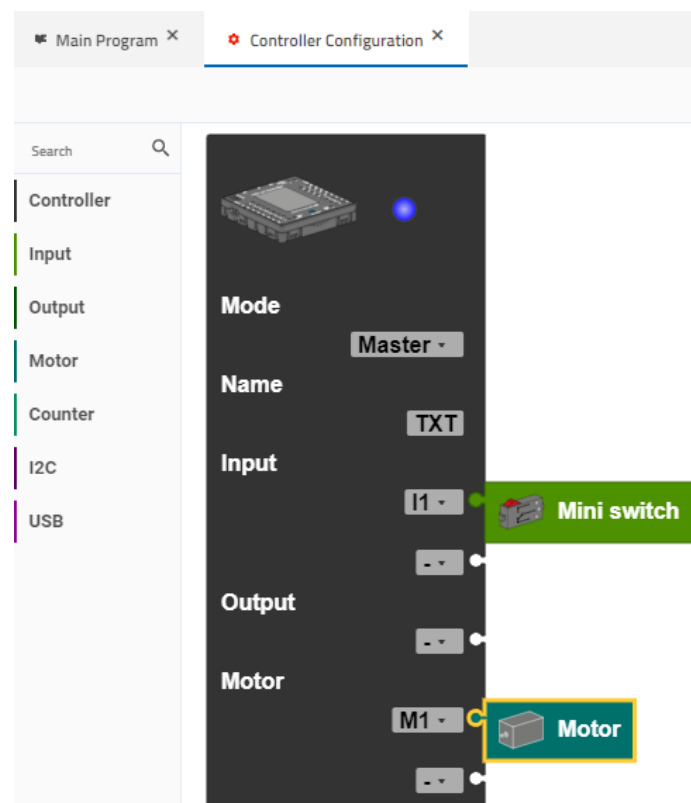 Main Program ×
Controller Configuration ×
Search
Controller
Input
Output
Motor
Counter
I2C
USB
Mode
Master
Name
TXT
Input
I1
Mini switch
-
Output
-
Motor
M1
Motor
-